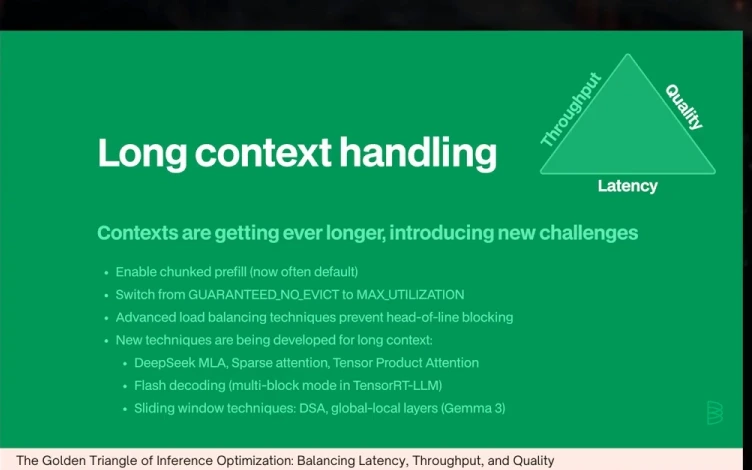 Throughput
Quality
Latency
Long context handling
Contexts are getting ever longer, introducing new challenges
• Enable chunked prefill (now often default)
• Switch from GUARANTEED_NO_EVICT to MAX_UTILIZATION
• Advanced load balancing techniques prevent head-of-line blocking
• New techniques are being developed for long context:
• DeepSeek MLA, Sparse attention, Tensor Product Attention
• Flash decoding (multi-block mode in TensorRT-LLM)
• Sliding window techniques: DSA, global-local layers (Gemma 3)
The Golden Triangle of Inference Optimization: Balancing Latency, Throughput, and Quality